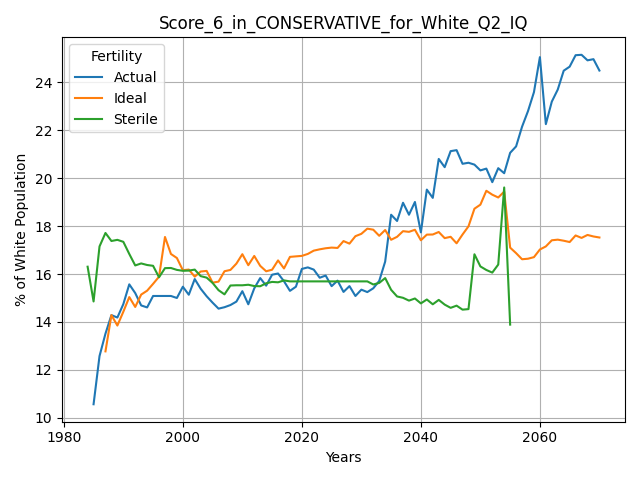 Score_6_in_CONSERVATIVE_for_White_Q2_IQ
Fertility
Actual
Ideal
Sterile
% of White Population
24
22
20
18
16
14
12
10
1980
2000
2020
2040
2060
Years